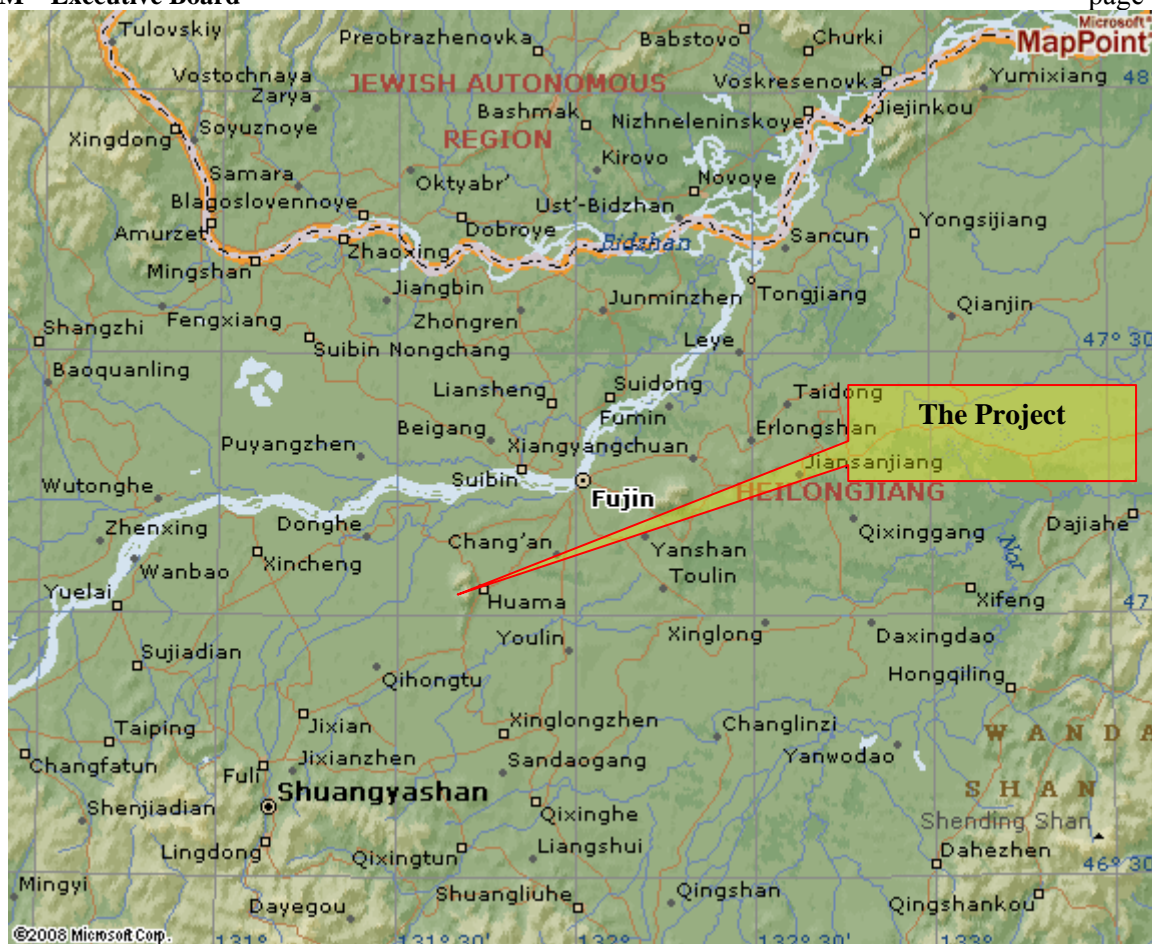 M – Executive Board page
Tulovskiy
Preobrazhenovka
Babstovo
Churki
Microsoft®
MapPoint®
Vostochnaya
Zarya
JEWISH AUTONOMOUS
REGION
Voskresenovka
Yumixiang
48
Bashmak
Nizhneleninskoye
Jiejinkou
Xingdong
Soyuznoye
Kirovo
Samara
Oktyabr'
Novoye
Blagoslovennoye
Ust'-Bidzhan
Yongsijiang
Amurzet
Dobroye
Bidzhan
Sancun
Zhaoxing
Mingshan
Jiangbin
Junminzhen
Tongjiang
Qianjin
Fengxiang
Zhongren
Shangzhi
Suibin Nongchang
Leye
47° 30
Baoquanling
Liansheng
Suidong
Taidong
Fumin
The Project
Beigang
Erlongshan
Puyangzhen
Xiangyangchuan
Jiansanjiang
Suibin
HEILONGJIANG
Wutonghe
Fujin
Zhenxing
Donghe
Chang'an
Qixinggang
Dajiahe
Nor
Yanshan
Xincheng
Wanbao
Toulin
Yuelai
Huama
Xifeng
47°
Youlin
Xinglong
Daxingdao
Sujiadian
Qihongtu
Hongqiling
Taiping
Jixian
Xinglongzhen
Changlinzi
WANDA
SHAN
Changfatun
Fuli
Jixianzhen
Sandaogang
Yanwodao
Shuangyashan
Shenjiadian
Qixinghe
Shending Shan
Lingdong
Qixingtun
Liangshui
Dahezhen
46° 30
Mingyi
Dayegou
Shuangliuhe
Qingshan
Qingshankou
©2008 Microsoft Corp.
131°
131° 30'
132°
132° 30'
133°